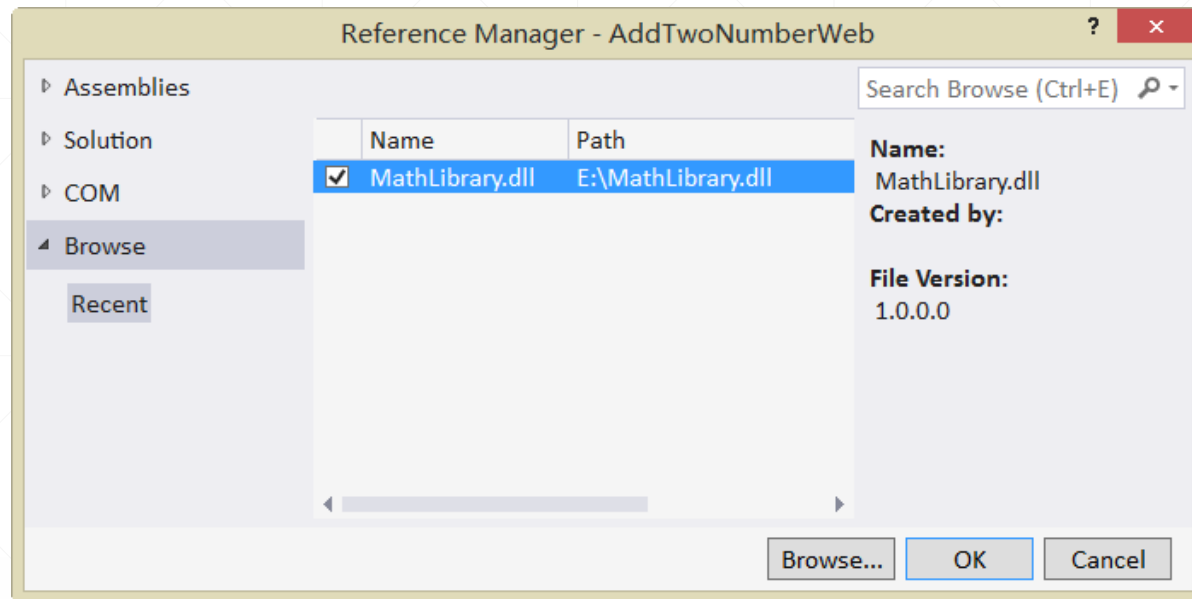 Reference Manager - AddTwoNumberWeb
?
×
Assemblies
Solution
COM
Browse
Recent
Name Path
MathLibrary.dll E:\MathLibrary.dll
Search Browse (Ctrl+E)
Name:
MathLibrary.dll
Created by:
File Version:
1.0.0.0
Browse... OK Cancel